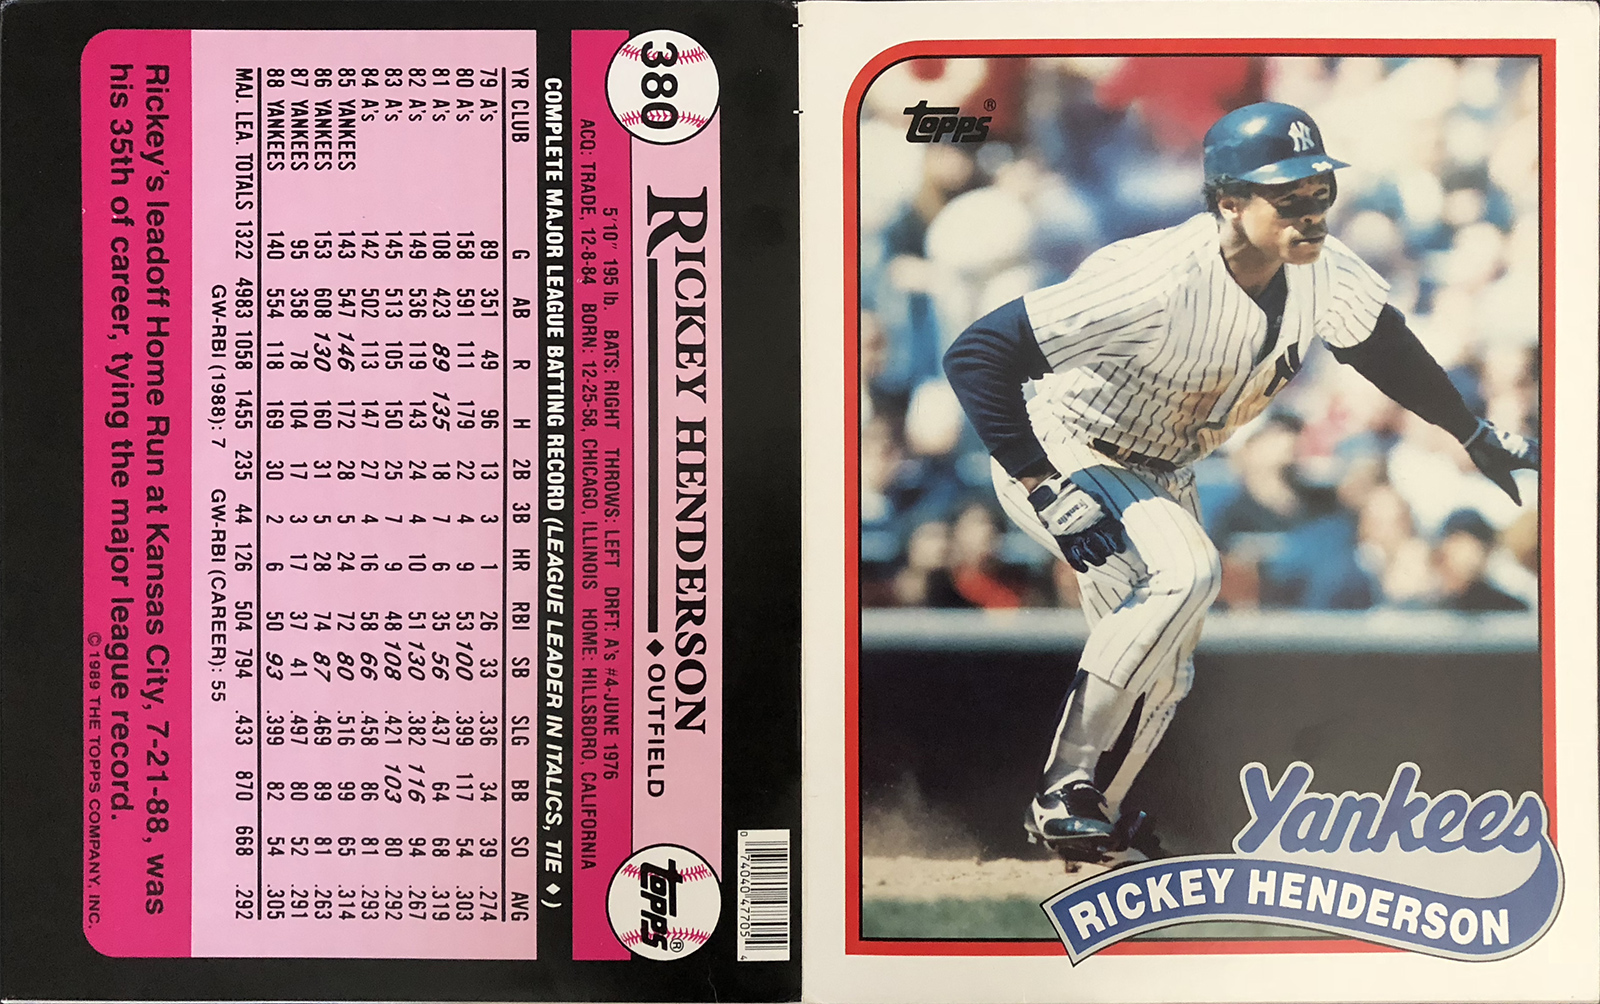 380
RICKEY HENDERSON ◆ OUTFIELD
5'10" 195 lb. BATS: RIGHT THROWS: LEFT DRFT: A's #4-JUNE 1976
ACQ: TRADE, 12-8-84 BORN: 12-25-58, CHICAGO, ILLINOIS HOME: HILLSBORO, CALIFORNIA
topps®
COMPLETE MAJOR LEAGUE BATTING RECORD (LEAGUE LEADER IN ITALICS, TIE ◆)
YR CLUB G AB R H 2B 3B HR RBI SB SLG BB SO AVG
79 A's 89 351 49 96 13 3 1 26 33 .336 34 39 .274
80 A's 158 591 111 179 22 4 9 53 100 .399 117 54 .303
81 A's 108 423 89 135 18 7 6 35 56 .437 64 68 .319
82 A's 149 536 119 143 24 4 10 51 130 .382 116 94 .267
83 A's 145 513 105 150 25 7 9 48 108 .421 103 80 .292
84 A's 142 502 113 147 27 4 16 58 66 .458 86 81 .293
85 YANKEES 143 547 146 172 28 5 24 72 80 .516 99 65 .314
86 YANKEES 153 608 130 160 31 5 28 74 87 .469 89 81 .263
87 YANKEES 95 358 78 104 17 3 17 37 41 .497 80 52 .291
88 YANKEES 140 554 118 169 30 2 6 50 93 .399 82 54 .305
MAJ. LEA. TOTALS 1322 4983 1058 1455 235 44 126 504 794 .433 870 668 .292
GW-RBI (1988): 7 GW-RBI (CAREER): 55
Rickey's leadoff Home Run at Kansas City, 7-21-88, was
his 35th of career, tying the major league record.
© 1989 THE TOPPS COMPANY, INC.
0 74040 47705 4
topps®
NY
Franklin
Yankees
RICKEY HENDERSON